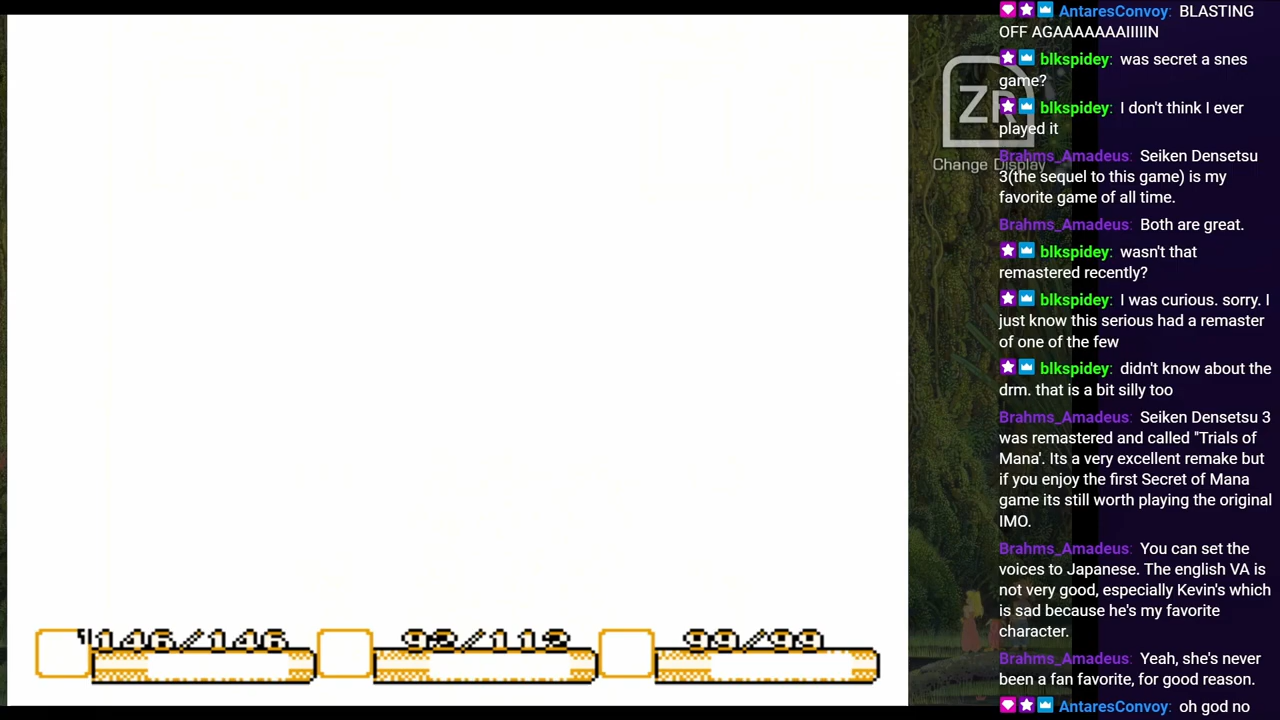 AntaresConvoy: BLASTING
OFF AGAAAAAAAIIIIIN
blkspidey: was secret a snes
game?
blkspidey: I don't think I ever
played it
ZR
Change Display
Brahms_Amadeus: Seiken Densetsu
3(the sequel to this game) is my
favorite game of all time.
Brahms_Amadeus: Both are great.
blkspidey: wasn't that
remastered recently?
blkspidey: I was curious. sorry. I
just know this serious had a remaster
of one of the few
blkspidey: didn't know about the
drm. that is a bit silly too
Brahms_Amadeus: Seiken Densetsu 3
was remastered and called "Trials of
Mana'. Its a very excellent remake but
if you enjoy the first Secret of Mana
game its still worth playing the original
IMO.
Brahms_Amadeus: You can set the
voices to Japanese. The english VA is
not very good, especially Kevin's which
is sad because he's my favorite
character.
Brahms_Amadeus: Yeah, she's never
been a fan favorite, for good reason.
AntaresConvoy: oh god no
146/146 98/118 99/99